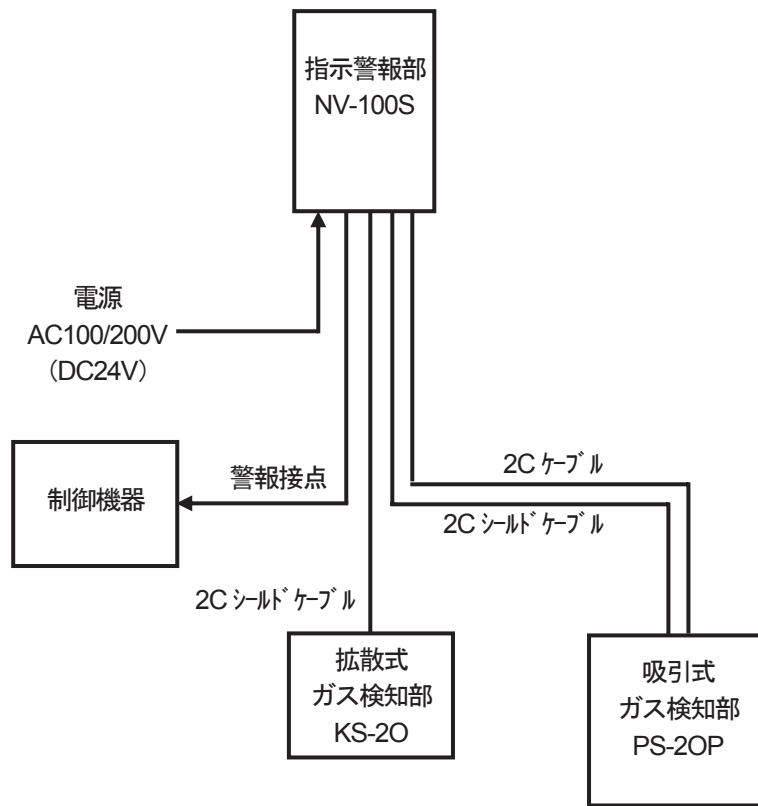 指示警報部
NV-100S
電源
AC100/200V
（DC24V）
制御機器
警報接点
2C ｹｰﾌﾞﾙ
2C ｼｰﾙﾄﾞｹｰﾌﾞﾙ
2C ｼｰﾙﾄﾞｹｰﾌﾞﾙ
拡散式
ガス検知部
KS-2O
吸引式
ガス検知部
PS-2OP